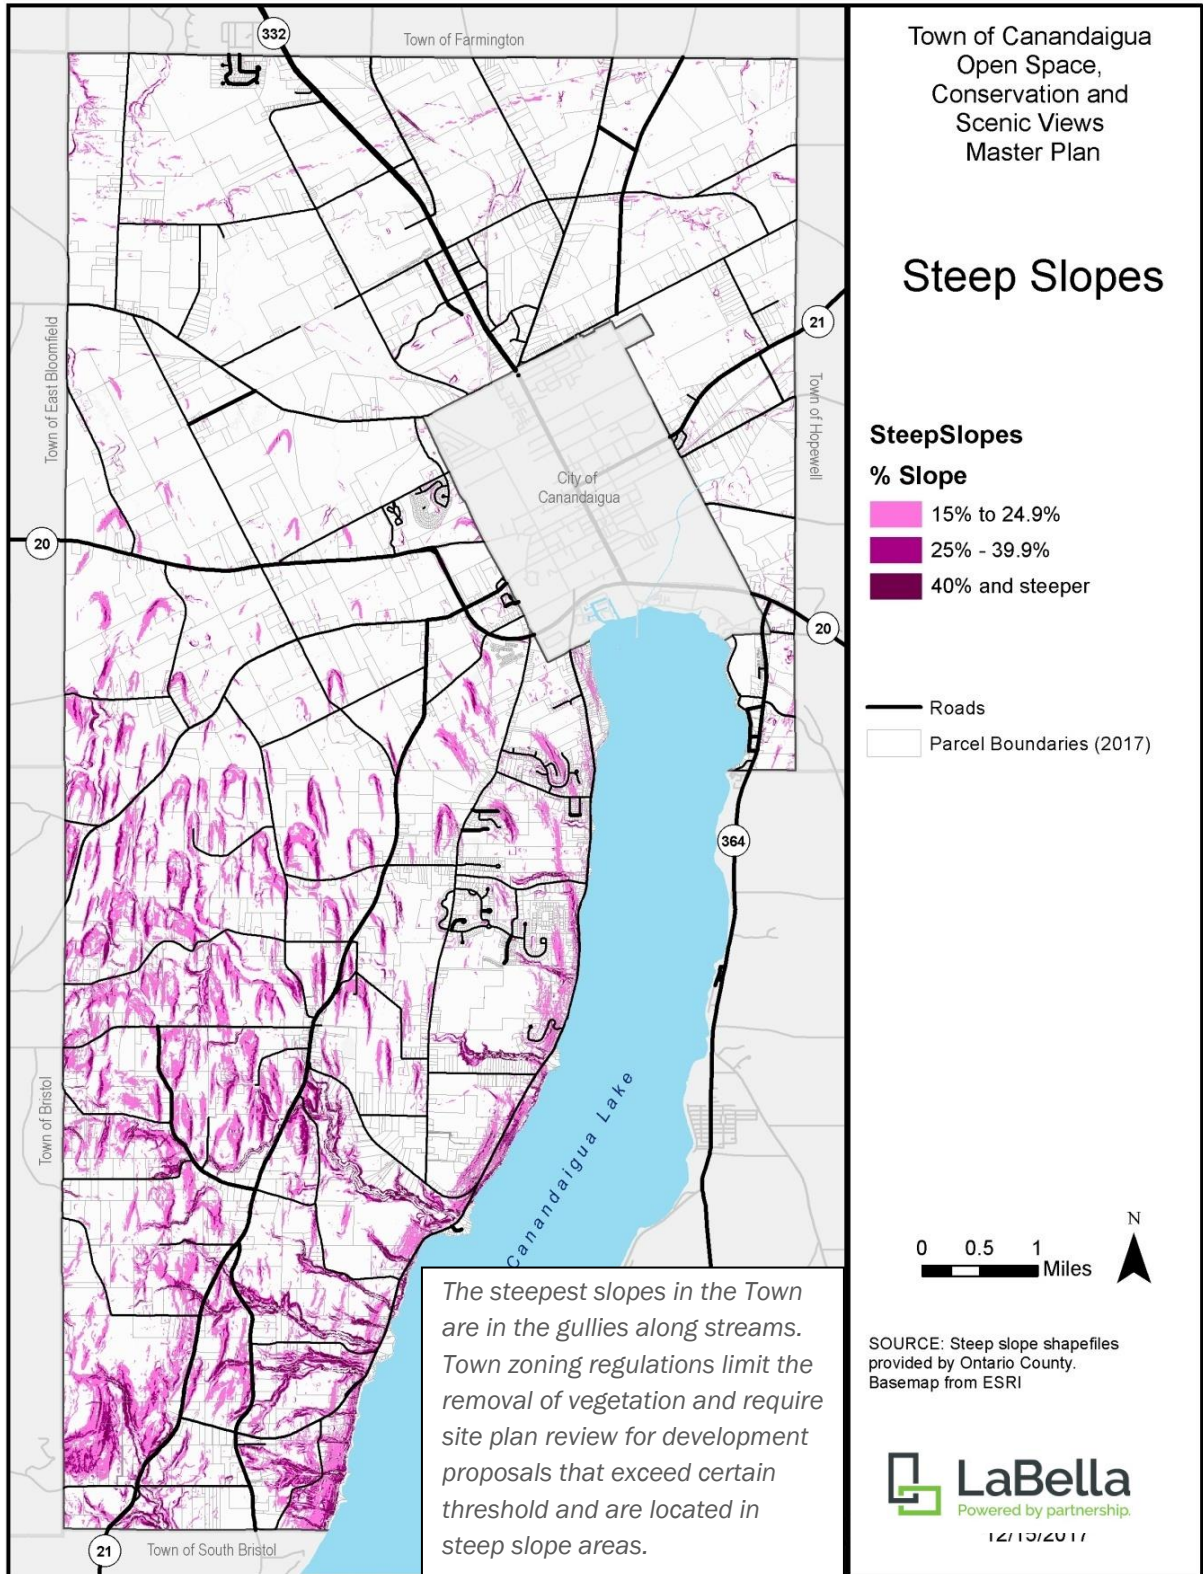 332
Town of Farmington
Town of East Bloomfield
21
Town of Hopewell
City of
Canandaigua
20
20
364
Town of Bristol
Canandaigua Lake
The steepest slopes in the Town
are in the gullies along streams.
Town zoning regulations limit the
removal of vegetation and require
site plan review for development
proposals that exceed certain
threshold and are located in
steep slope areas.
21
Town of South Bristol
Town of Canandaigua
Open Space,
Conservation and
Scenic Views
Master Plan
Steep Slopes
SteepSlopes
% Slope
15% to 24.9%
25% - 39.9%
40% and steeper
Roads
Parcel Boundaries (2017)
N
0 0.5 1
Miles
SOURCE: Steep slope shapefiles
provided by Ontario County.
Basemap from ESRI
LaBella
Powered by partnership.
12/15/2017